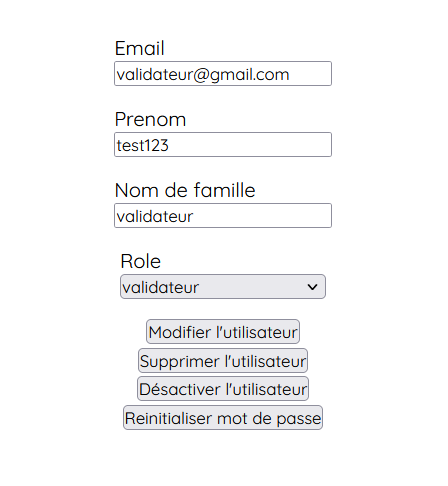 Email
validateur@gmail.com
Prenom
test123
Nom de famille
validateur
Role
validateur
Modifier l'utilisateur
Supprimer l'utilisateur
Désactiver l'utilisateur
Reinitialiser mot de passe